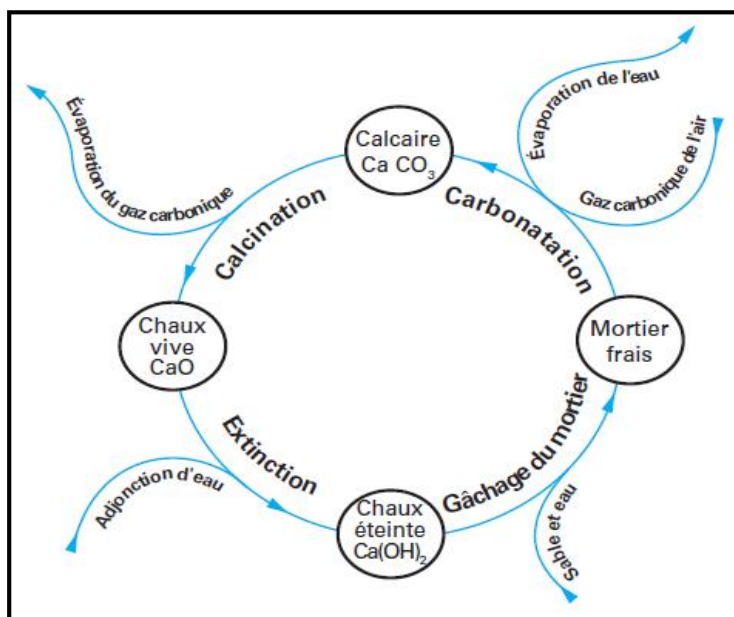 Calcaire
Ca CO₃
Évaporation du gaz carbonique
Calcination
Évaporation de l'eau
Gaz carbonique de l'air
Carbonatation
Chaux
vive
CaO
Mortier
frais
Adjonction d'eau
Extinction
Chaux
éteinte
Ca(OH)₂
Gâchage du mortier
Sable et eau